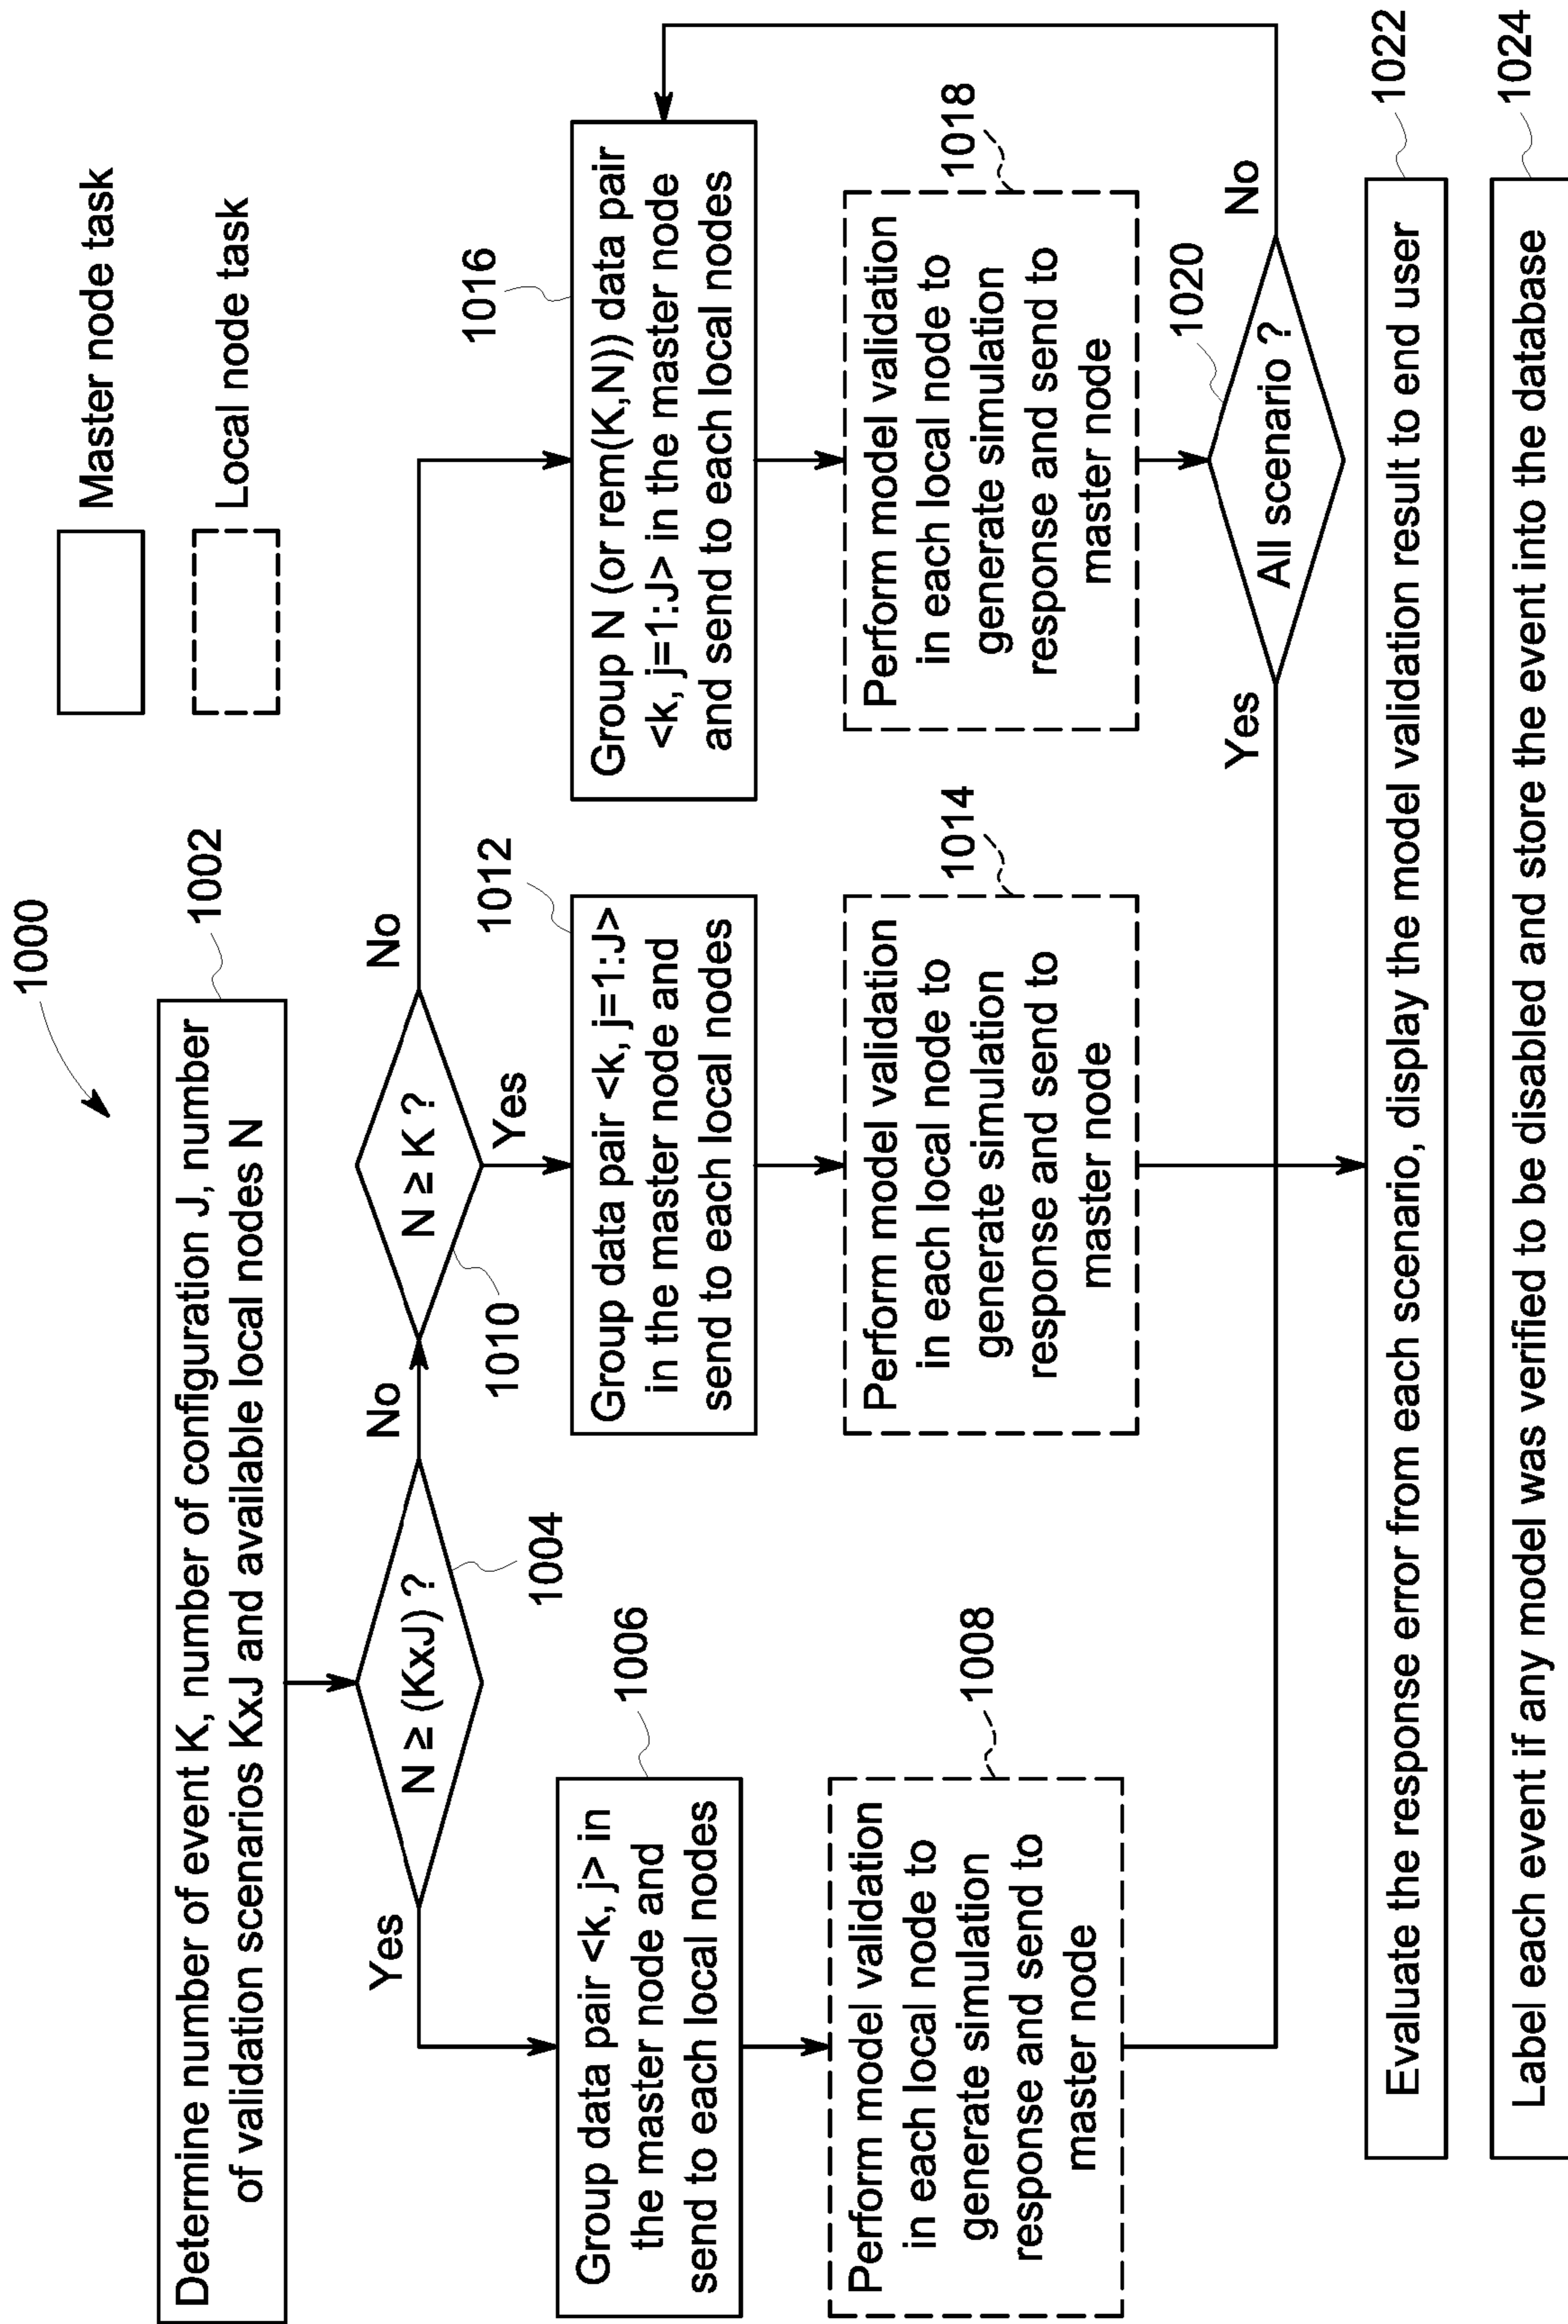 1000
Master node task
Local node task
1002
Determine number of event K, number of configuration J, number
of validation scenarios KxJ and available local nodes N
N ≥ (KxJ) ?
1004
Yes
No
N ≥ K ?
1010
Yes
No
1006
Group data pair <k, j> in
the master node and
send to each local nodes
1012
Group data pair <k, j=1:J>
in the master node and
send to each local nodes
1016
Group N (or rem(K,N)) data pair
<k, j=1:J> in the master node
and send to each local nodes
1008
Perform model validation
in each local node to
generate simulation
response and send to
master node
1014
Perform model validation
in each local node to
generate simulation
response and send to
master node
1018
Perform model validation
in each local node to
generate simulation
response and send to
master node
1020
All scenario ?
Yes
No
1022
Evaluate the response error from each scenario, display the model validation result to end user
1024
Label each event if any model was verified to be disabled and store the event into the database